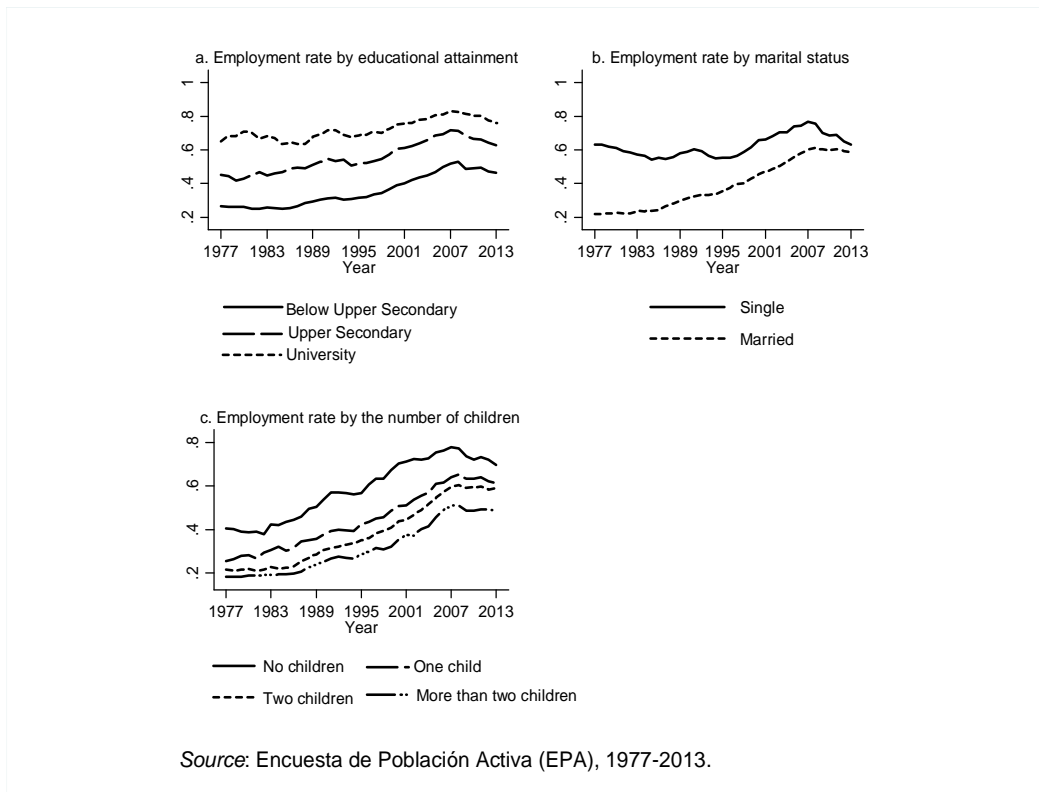 a. Employment rate by educational attainment
1
.8
.6
.4
.2
1977 1983 1989 1995 2001 2007 2013
Year
Below Upper Secondary
Upper Secondary
University
b. Employment rate by marital status
1
.8
.6
.4
.2
1977 1983 1989 1995 2001 2007 2013
Year
Single
Married
c. Employment rate by the number of children
.8
.6
.4
.2
1977 1983 1989 1995 2001 2007 2013
Year
No children One child
Two children More than two children
Source: Encuesta de Población Activa (EPA), 1977-2013.